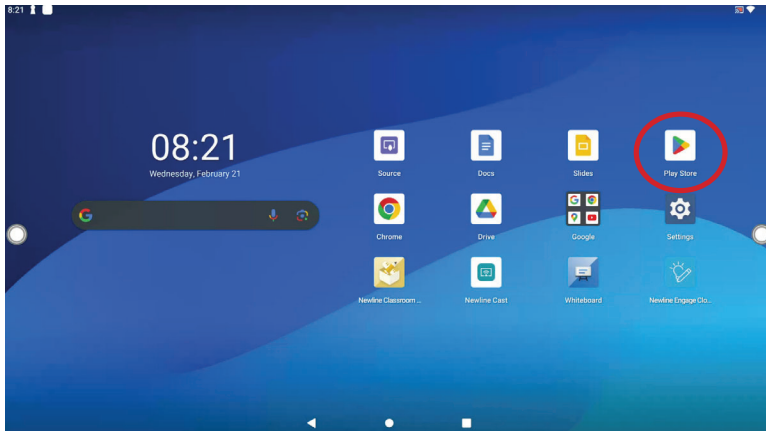 8:21
08:21
Wednesday, February 21
Source
Docs
Slides
Play Store
Chrome
Drive
Google
Settings
Newline Classroom ...
Newline Cast
Whiteboard
Newline Engage Clo...